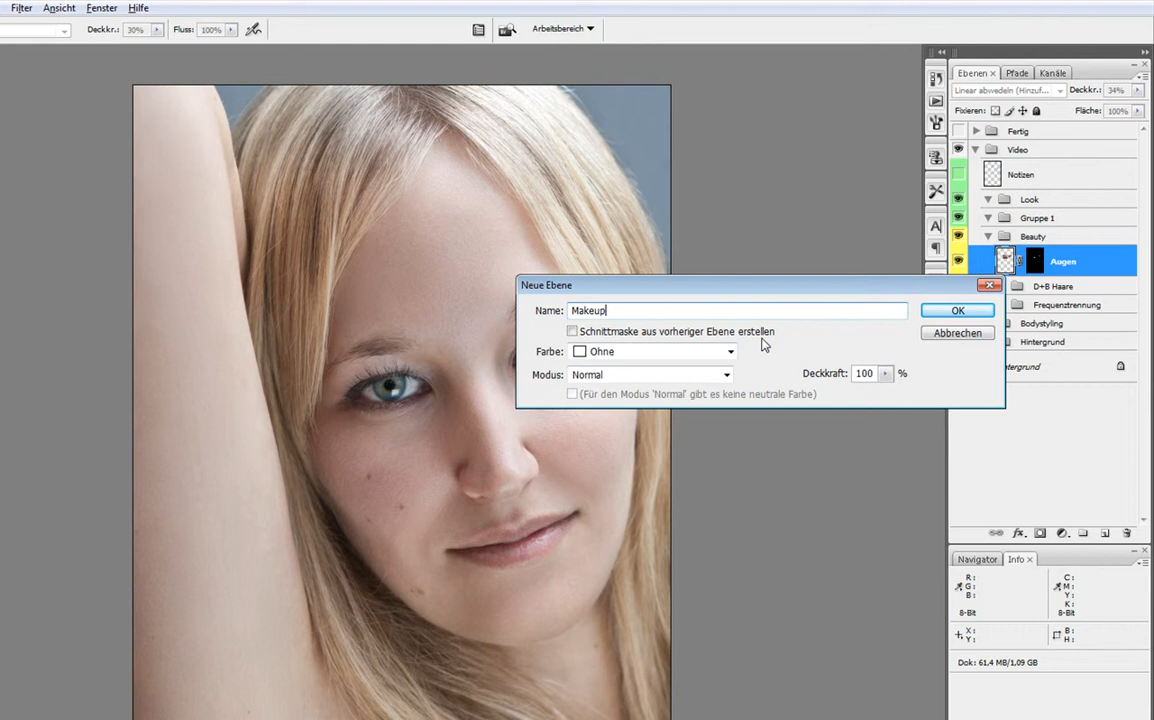 Filter Ansicht Fenster Hilfe
Deckkr.: 30% Fluss: 100% Arbeitsbereich
Ebenen × Pfade Kanäle
Linear abwedeln (Hinzuf... Deckkr.: 34%
Fixieren: Fläche: 100%
Fertig
Video
Notizen
Look
Gruppe 1
Beauty
Augen
D+B Haare
Frequenztrennung
Bodystyling
Hintergrund
tergrund
Neue Ebene
Name: Makeup OK
Schnittmaske aus vorheriger Ebene erstellen Abbrechen
Farbe: Ohne
Modus: Normal Deckkraft: 100 %
(Für den Modus 'Normal' gibt es keine neutrale Farbe)
Navigator Info ×
R: C:
G: M:
B: Y:
K:
8-Bit 8-Bit
X: B:
Y: H:
Dok: 61,4 MB/1,09 GB